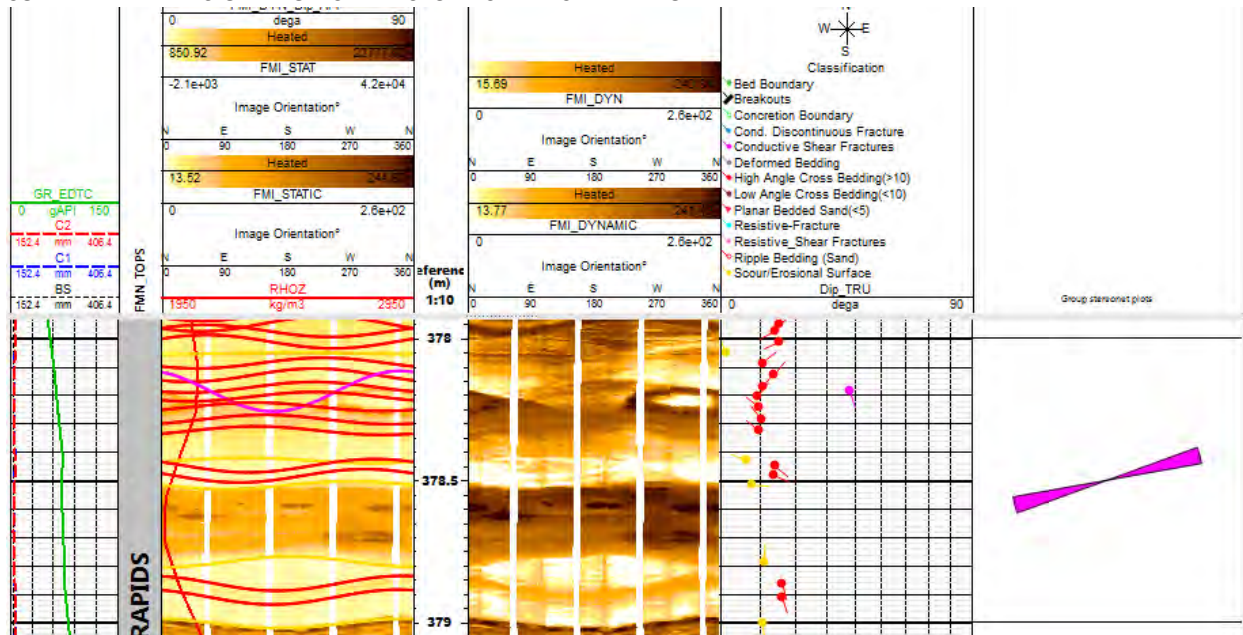 0 dega 90
Heated
850.92
FMI_STAT
-2.1e+03 4.2e+04
Image Orientation°
N E S W N
0 90 180 270 360
Heated
13.52
FMI_STATIC
0 2.6e+02
Image Orientation°
N E S W N
0 90 180 270 360
RHOZ
1950 kg/m3 2950
GR_EDTC
0 gAPI 150
C2
152.4 mm 406.4
C1
152.4 mm 406.4
BS
152.4 mm 406.4
FMN_TOPS
(m)
1:10
Heated
15.69
FMI_DYN
0 2.6e+02
Image Orientation°
N E S W N
0 90 180 270 360
Heated
13.77
FMI_DYNAMIC
0 2.6e+02
Image Orientation°
N E S W N
0 90 180 270 360
W E
S
Classification
Bed Boundary
Breakouts
Concretion Boundary
Cond. Discontinuous Fracture
Conductive Shear Fractures
Deformed Bedding
High Angle Cross Bedding(>10)
Low Angle Cross Bedding(<10)
Planar Bedded Sand(<5)
Resistive-Fracture
Resistive_Shear Fractures
Ripple Bedding (Sand)
Scour/Erosional Surface
Dip_TRU
0 dega 90
Group stereonet plots
RAPIDS
378
378.5
379